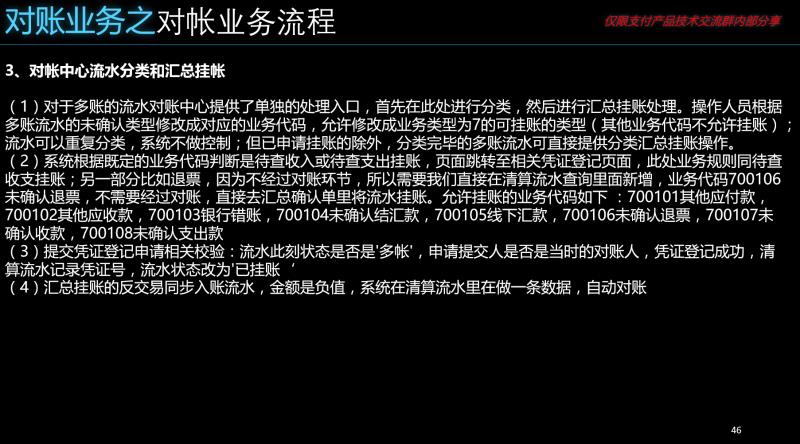 对账业务之对帐业务流程
仅限支付产品技术交流群内部分享
3、对帐中心流水分类和汇总挂帐
（1）对于多账的流水对账中心提供了单独的处理入口，首先在此处进行分类，然后进行汇总挂账处理。操作人员根据
多账流水的未确认类型修改成对应的业务代码，允许修改成业务类型为7的可挂账的类型（其他业务代码不允许挂账）；
流水可以重复分类，系统不做控制；但已申请挂账的除外，分类完毕的多账流水可直接提供分类汇总挂账操作。
（2）系统根据既定的业务代码判断是待查收入或待查支出挂账，页面跳转至相关凭证登记页面，此处业务规则同待查
收支挂账；另一部分比如退票，因为不经过对账环节，所以需要我们直接在清算流水查询里面新增，业务代码700106
未确认退票，不需要经过对账，直接去汇总确认单里将流水挂账。允许挂账的业务代码如下 ：700101其他应付款，
700102其他应收款，700103银行错账，700104未确认结汇款，700105线下汇款，700106未确认退票，700107未
确认收款，700108未确认支出款
（3）提交凭证登记申请相关校验：流水此刻状态是否是'多帐'，申请提交人是否是当时的对账人，凭证登记成功，清
算流水记录凭证号，流水状态改为'已挂账 ‘
（4）汇总挂账的反交易同步入账流水，金额是负值，系统在清算流水里在做一条数据，自动对账
46